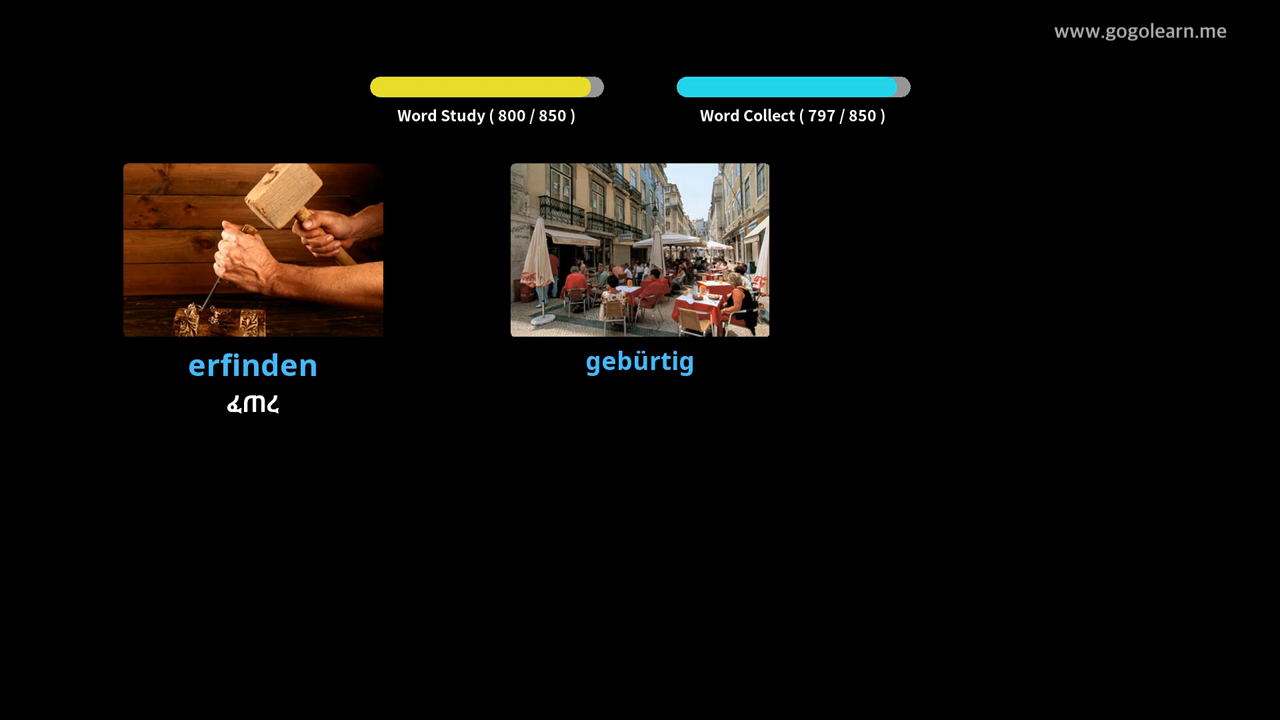 www.gogolearn.me
Word Study ( 800 / 850 )
Word Collect ( 797 / 850 )
erfinden
ፈጠረ
gebürtig